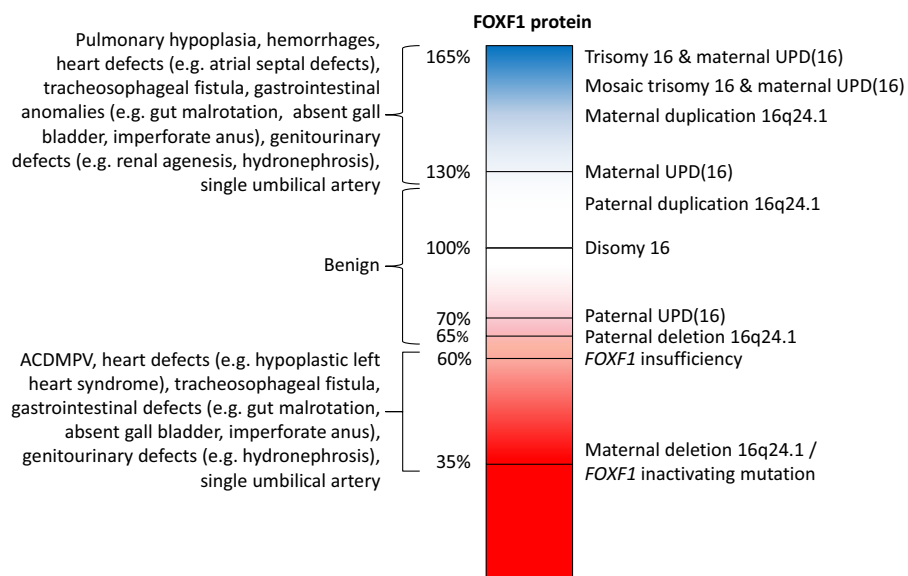 FOXF1 protein
Pulmonary hypoplasia, hemorrhages,
heart defects (e.g. atrial septal defects),
tracheosophageal fistula, gastrointestinal
anomalies (e.g. gut malrotation, absent gall
bladder, imperforate anus), genitourinary
defects (e.g. renal agenesis, hydronephrosis),
single umbilical artery
Benign
ACDMPV, heart defects (e.g. hypoplastic left
heart syndrome), tracheosophageal fistula,
gastrointestinal defects (e.g. gut malrotation,
absent gall bladder, imperforate anus),
genitourinary defects (e.g. hydronephrosis),
single umbilical artery
165%
130%
100%
70%
65%
60%
35%
Trisomy 16 & maternal UPD(16)
Mosaic trisomy 16 & maternal UPD(16)
Maternal duplication 16q24.1
Maternal UPD(16)
Paternal duplication 16q24.1
Disomy 16
Paternal UPD(16)
Paternal deletion 16q24.1
FOXF1 insufficiency
Maternal deletion 16q24.1 /
FOXF1 inactivating mutation